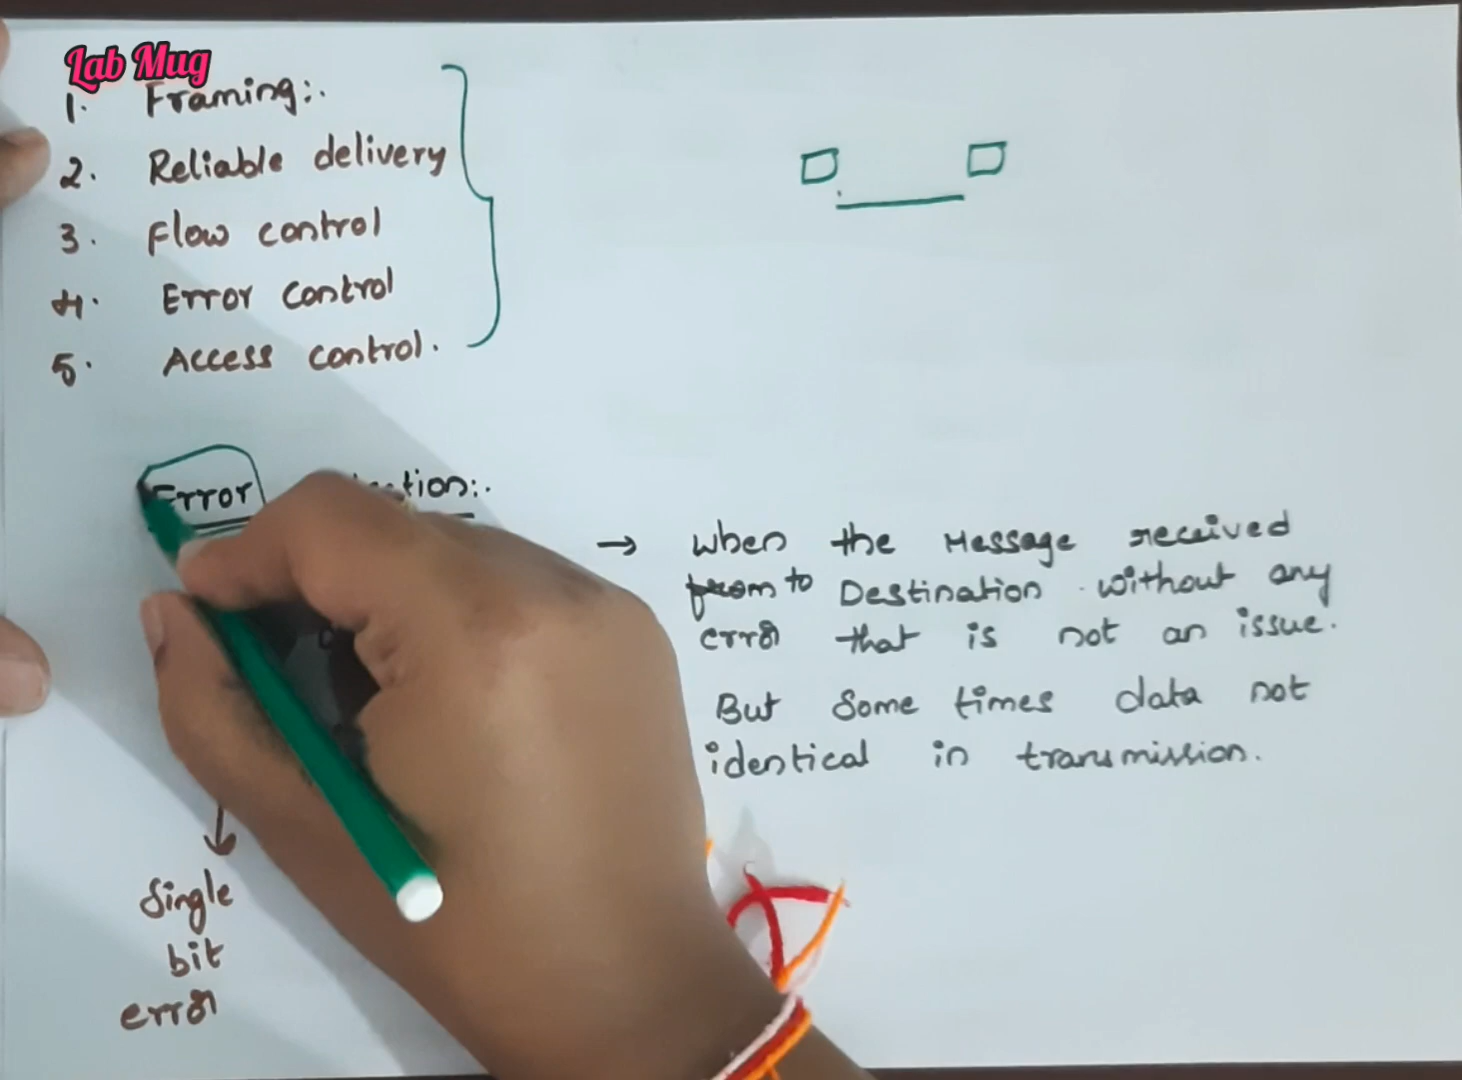 Lab Mug
1. Framing:.
2. Reliable delivery
3. Flow control
4. Error control
5. Access control.
Error
→ when the Message received
from to Destination without any
error that is not an issue.
But Some times data not
identical in transmission.
Single
bit
error